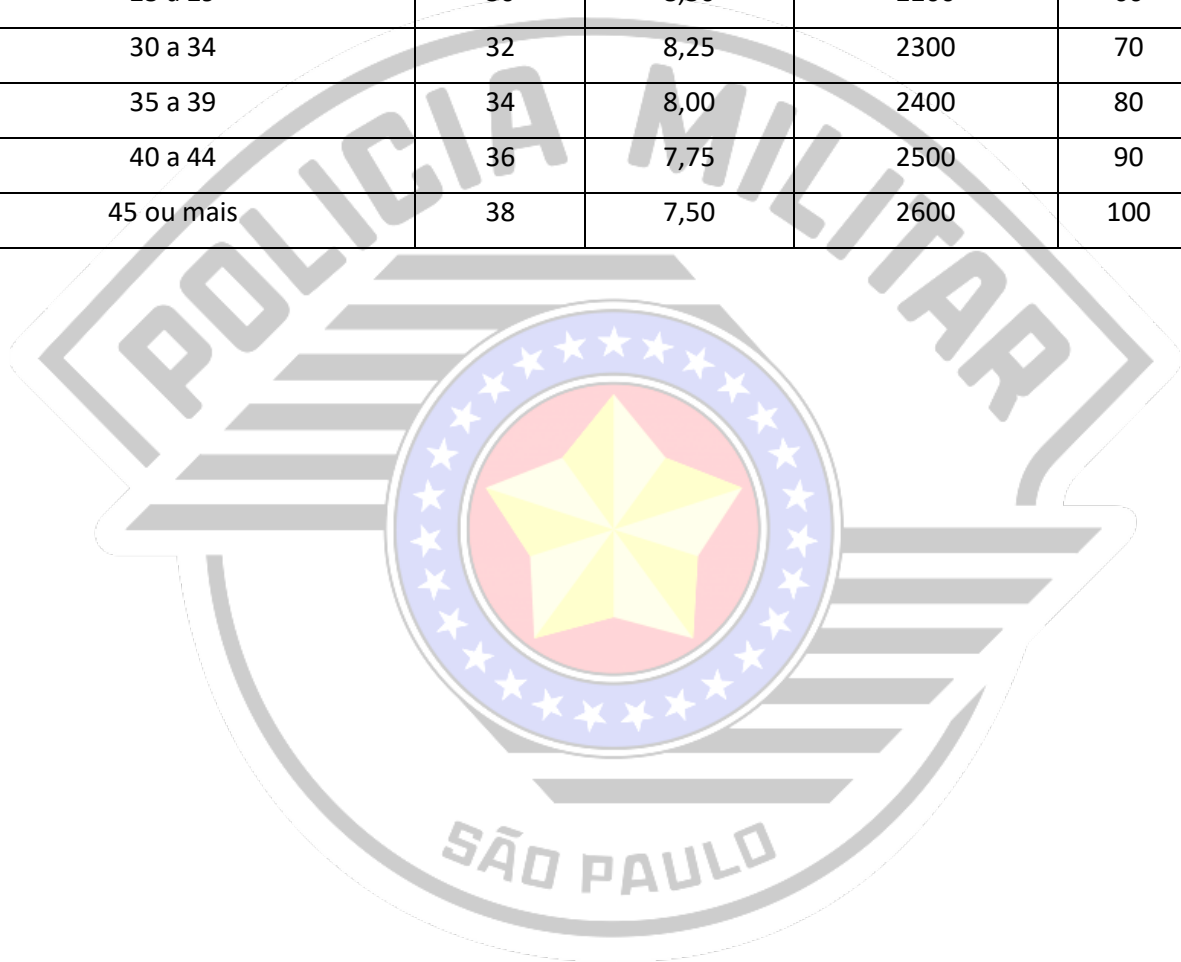 30 a 34 32 8,25 2300 70
35 a 39 34 8,00 2400 80
40 a 44 36 7,75 2500 90
45 ou mais 38 7,50 2600 100
POLICIA MILITAR
SÃO PAULO